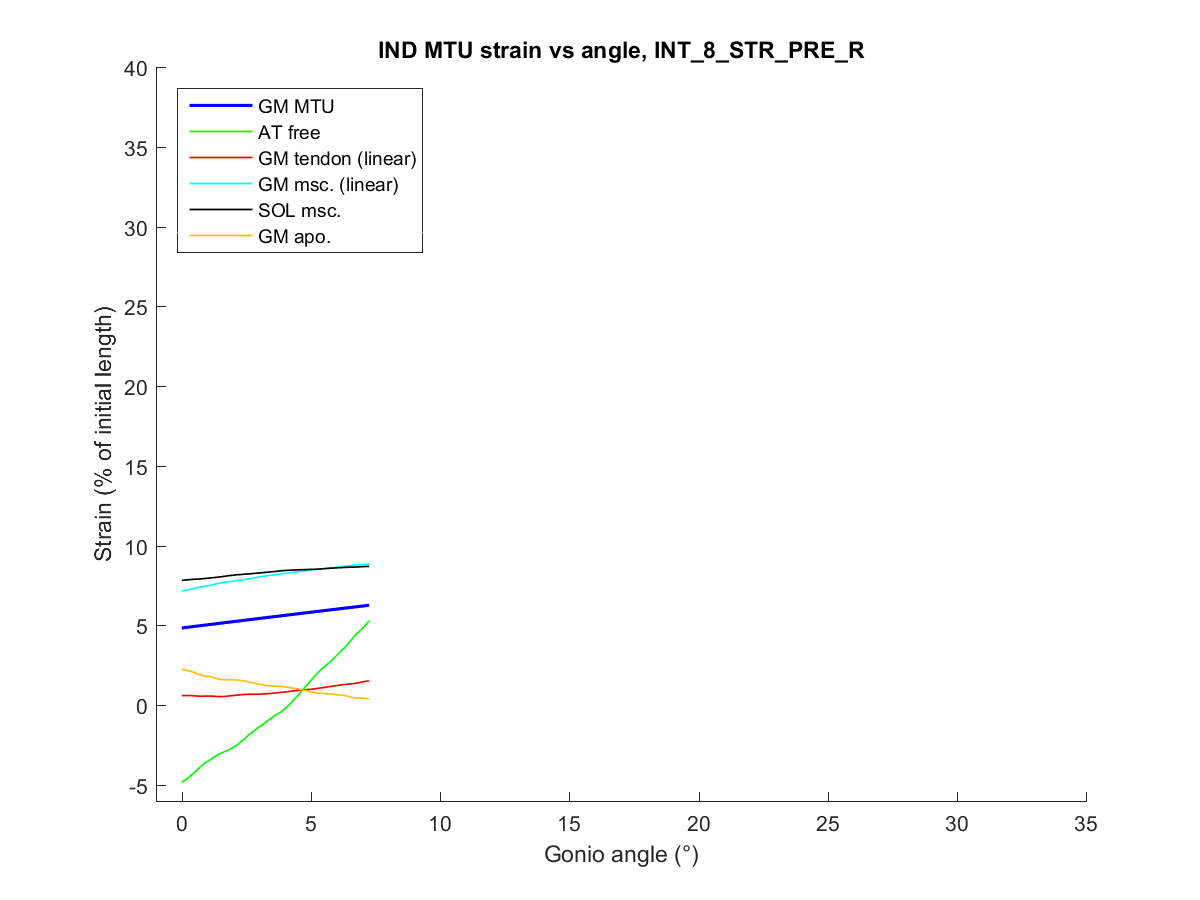 IND MTU strain vs angle, INT_8_STR_PRE_R
40
35
30
25
20
15
10
5
0
-5
Strain (% of initial length)
GM MTU
AT free
GM tendon (linear)
GM msc. (linear)
SOL msc.
GM apo.
0 5 10 15 20 25 30 35
Gonio angle (°)